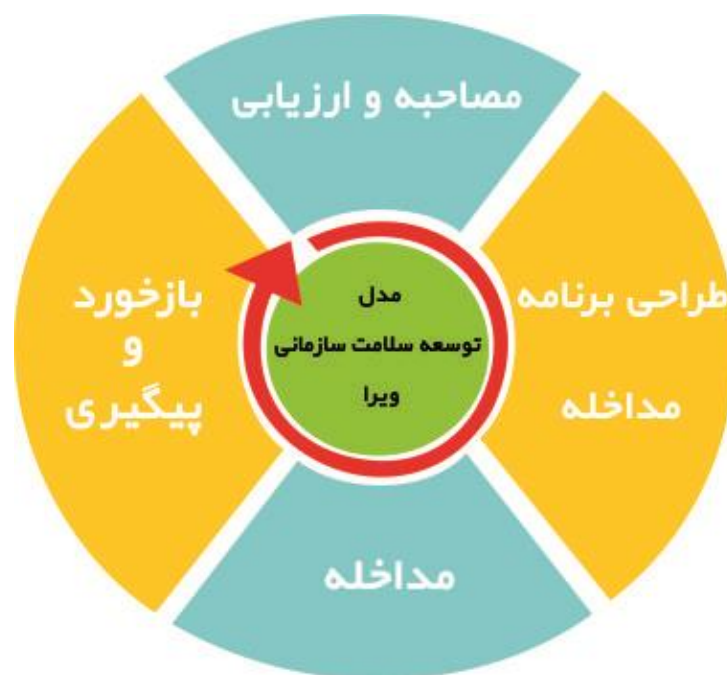 مصاحبه و ارزیابی
طراحی برنامه
مداخله
مداخله
بازخورد
و
پیگیری
مدل
توسعه سلامت سازمانی
ویرا